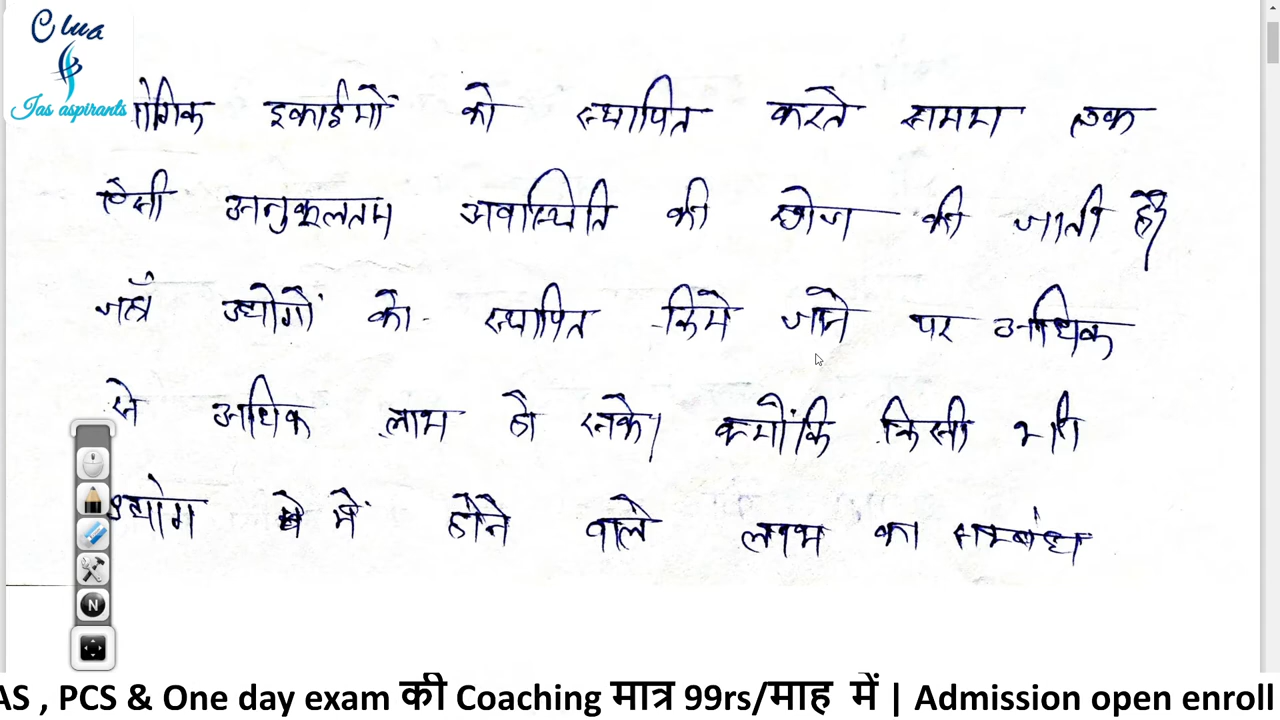 Clua
Ias aspirants
ोगिक इकाईयों को स्थापित करते समय एक
ऐसी अनुकूलतम अवास्थिति की खोज की जाती है
जहाँ उद्योगों को स्थापित किये जाने पर अधिक
से अधिक लाभ हो सके। क्योंकि किसी भी
उद्योग में होने वाले लाभ का सम्बंध
N
AS , PCS & One day exam की Coaching मात्र 99rs/माह में | Admission open enroll